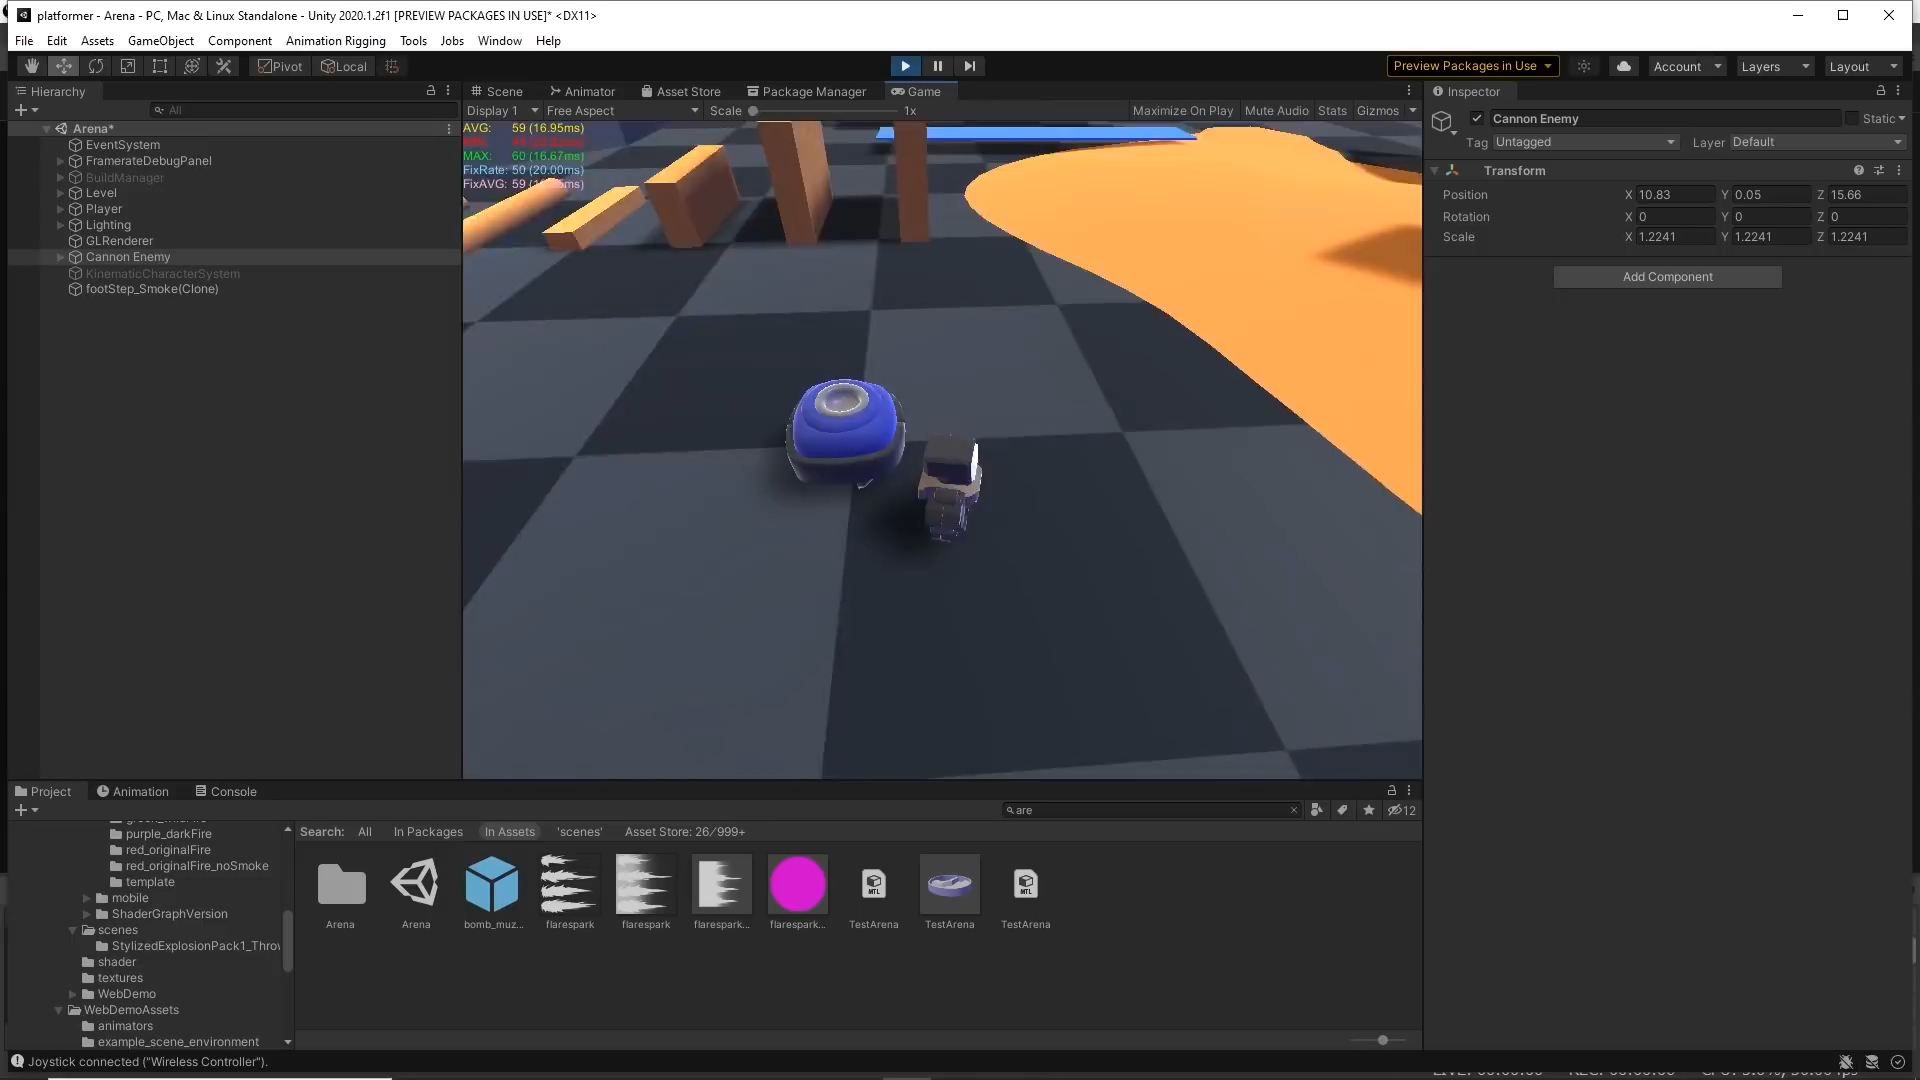 platformer - Arena - PC, Mac & Linux Standalone - Unity 2020.1.2f1 [PREVIEW PACKAGES IN USE]* <DX11>
File Edit Assets GameObject Component Animation Rigging Tools Jobs Window Help
Pivot Local Preview Packages in Use Account Layers Layout
Hierarchy
All
Arena*
EventSystem
FramerateDebugPanel
BuildManager
Level
Player
Lighting
GLRenderer
Cannon Enemy
KinematicCharacterSystem
footStep_Smoke(Clone)
Scene Animator Asset Store Package Manager Game
Display 1 Free Aspect Scale 1x Maximize On Play Mute Audio Stats Gizmos
AVG: 59 (16.95ms)
MAX: 60 (16.67ms)
FixRate: 50 (20.00ms)
FixAVG: 59
Inspector
Cannon Enemy Static
Tag Untagged Layer Default
Transform
Position X 10.83 Y 0.05 Z 15.66
Rotation X 0 Y 0 Z 0
Scale X 1.2241 Y 1.2241 Z 1.2241
Add Component
Project Animation Console
are
12
purple_darkFire
red_originalFire
red_originalFire_noSmoke
template
mobile
ShaderGraphVersion
scenes
StylizedExplosionPack1_Throw
shader
textures
WebDemo
WebDemoAssets
animators
example_scene_environment
Search: All In Packages In Assets 'scenes' Asset Store: 26/999+
Arena Arena bomb_muz... flarespark flarespark flarespark... flarespark... TestArena TestArena TestArena
MTL MTL
Joystick connected ("Wireless Controller").